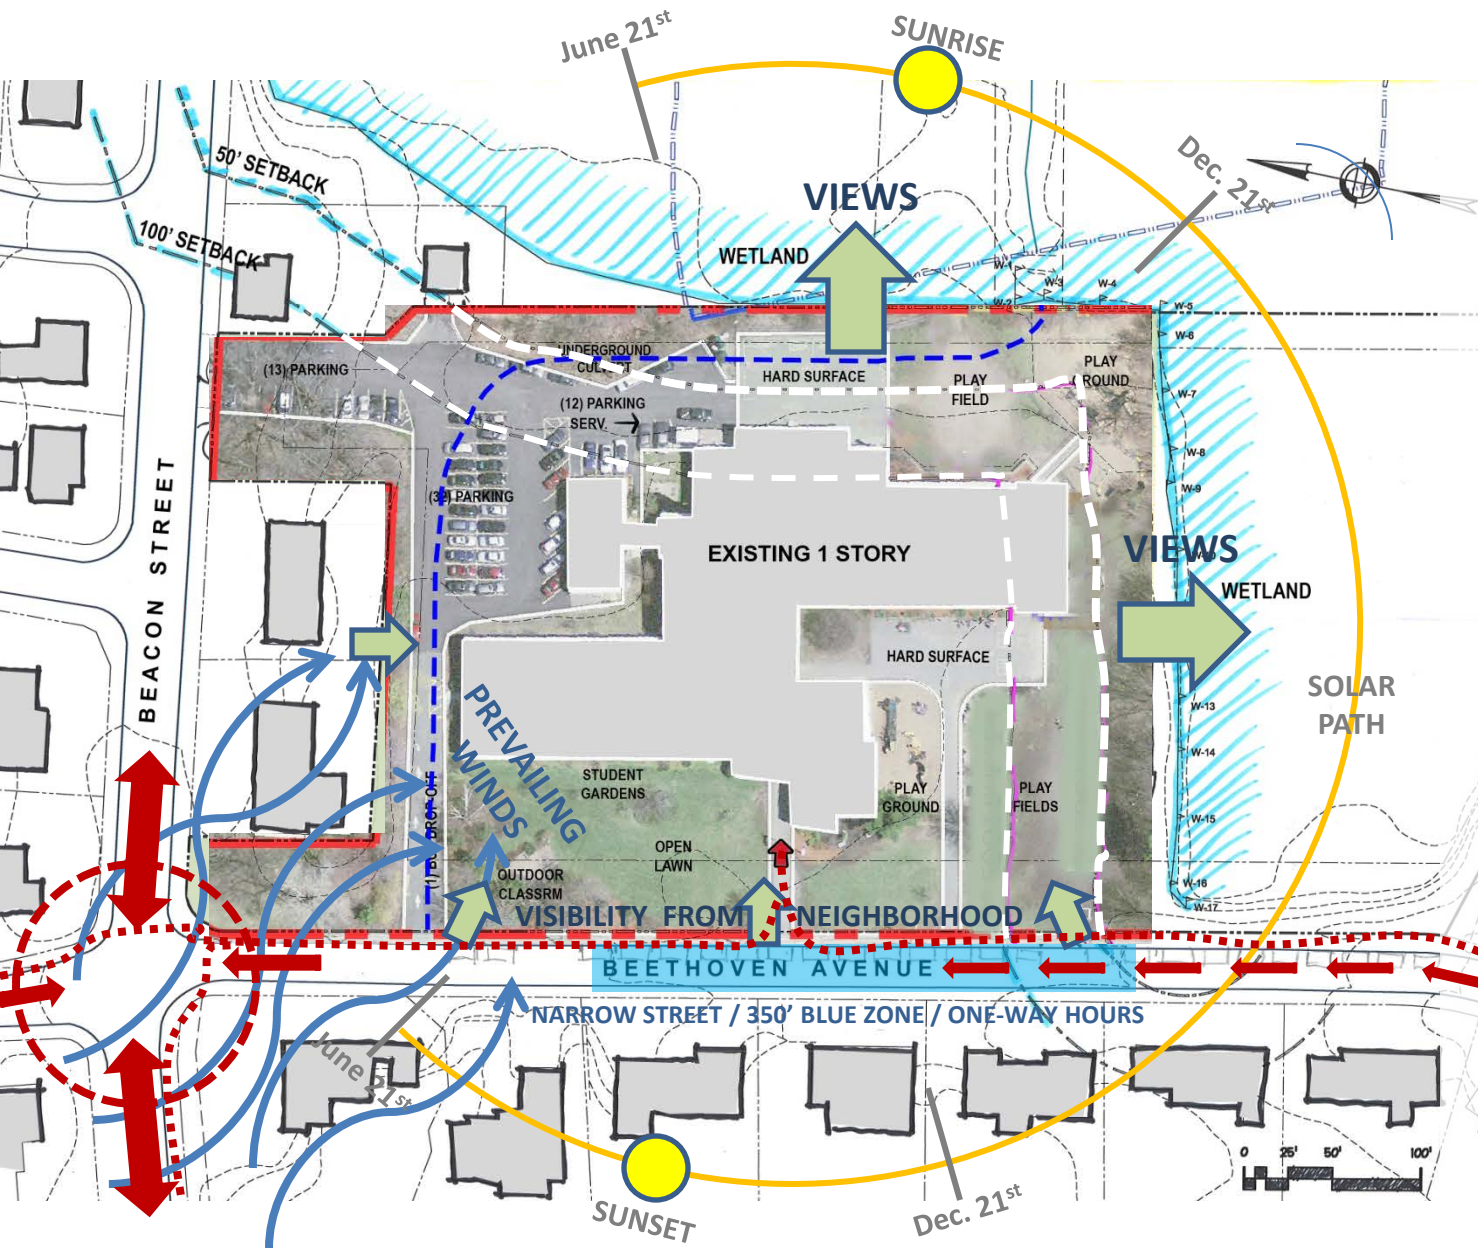 June 21st
SUNRISE
Dec. 21st
50' SETBACK
100' SETBACK
VIEWS
WETLAND
W-1
W-2
W-3
W-4
W-5
W-6
W-7
W-8
W-9
UNDERGROUND
CULVERT
(13) PARKING
HARD SURFACE
PLAY
FIELD
PLAY
GROUND
(12) PARKING
SERV.
(32) PARKING
BEACON STREET
EXISTING 1 STORY
VIEWS
WETLAND
HARD SURFACE
SOLAR
PATH
W-13
W-14
W-15
W-16
W-17
PREVAILING
WINDS
STUDENT
GARDENS
PLAY
GROUND
PLAY
FIELDS
OPEN
LAWN
OUTDOOR
CLASSRM
VISIBILITY FROM NEIGHBORHOOD
BEETHOVEN AVENUE
NARROW STREET / 350' BLUE ZONE / ONE-WAY HOURS
June 21st
SUNSET
Dec. 21st
0 25' 50' 100'